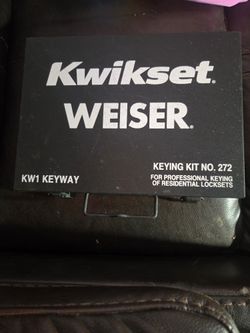 Kwikset®
WEISER®
KEYING KIT NO. 272
KW1 KEYWAY
FOR PROFESSIONAL KEYING
OF RESIDENTIAL LOCKSETS